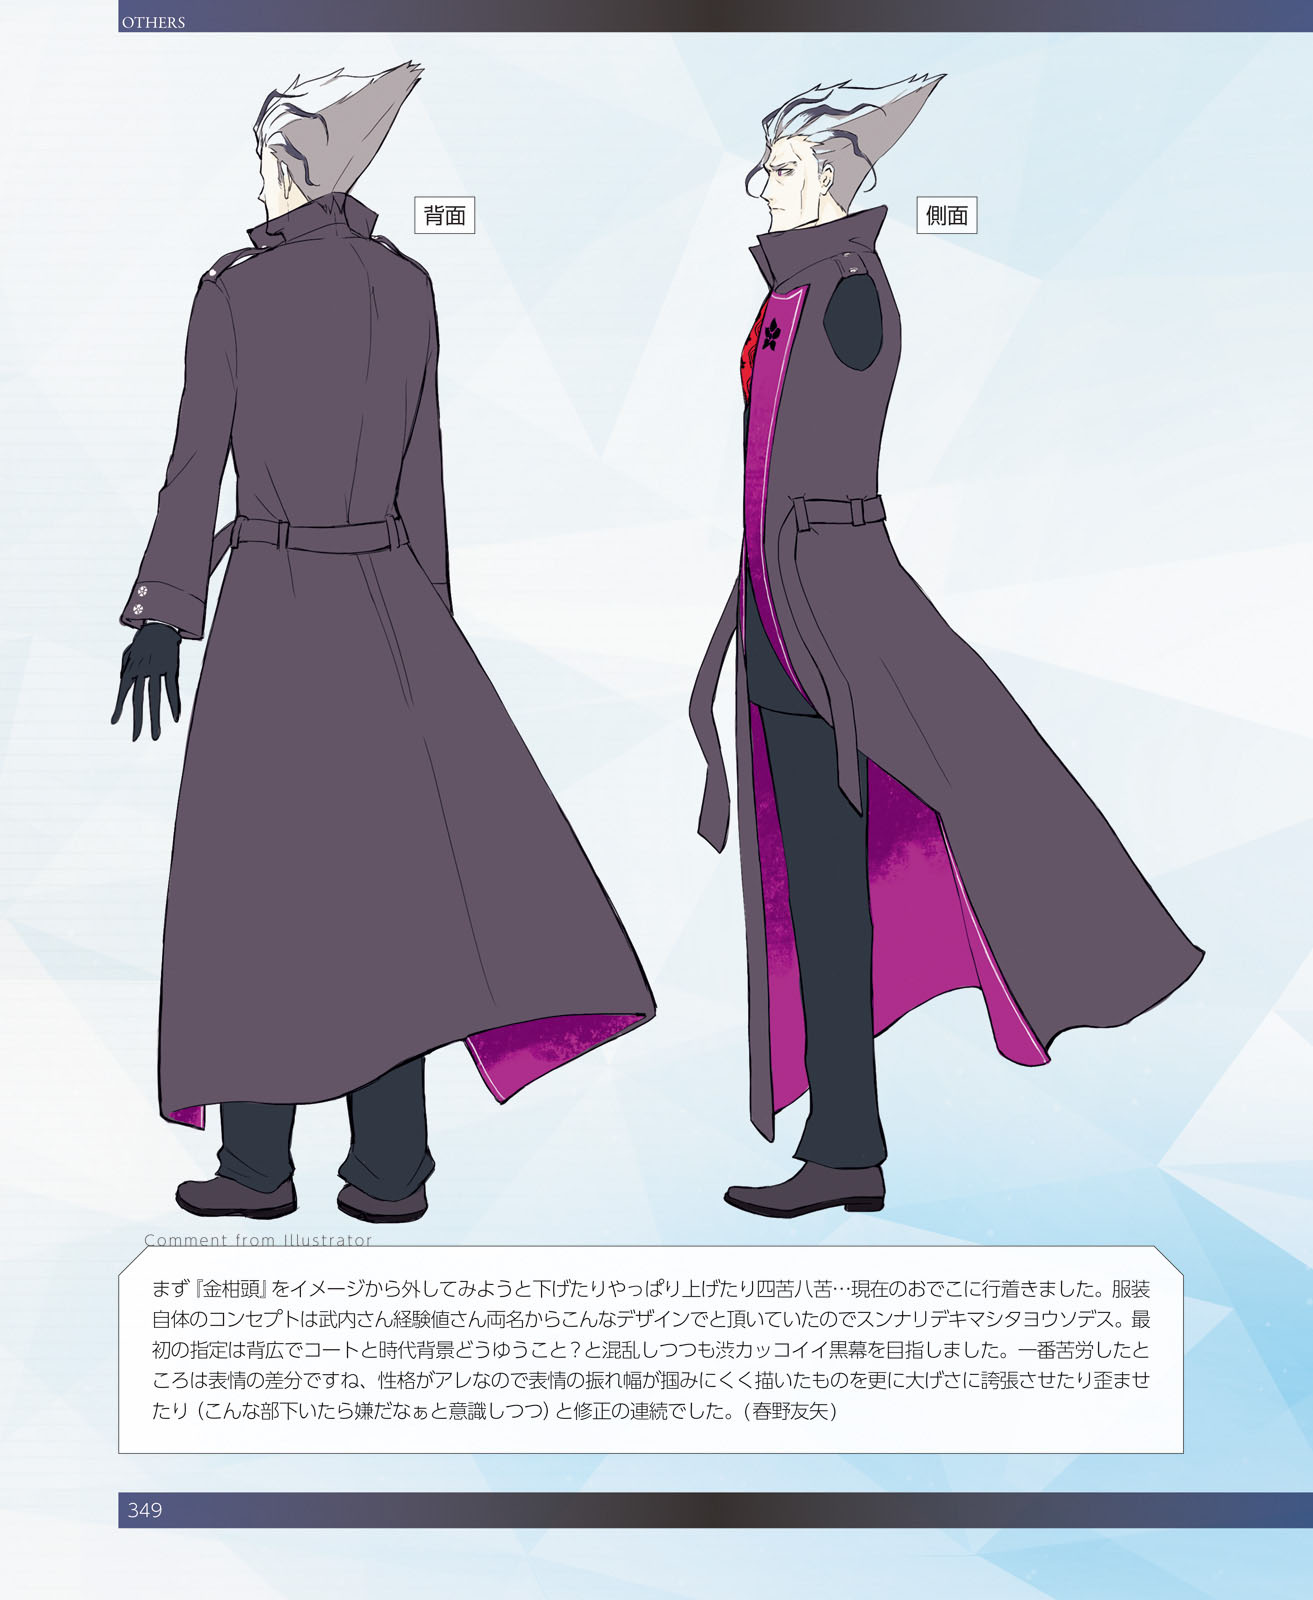 OTHERS
背面
側面
Comment from Illustrator
まず『金柑頭』をイメージから外してみようと下げたりやっぱり上げたり四苦八苦…現在のおでこに行着きました。服装
自体のコンセプトは武内さん経験値さん両名からこんなデザインでと頂いていたのでスンナリデキマシタヨウソデス。最
初の指定は背広でコートと時代背景どうゆうこと？と混乱しつつも渋カッコイイ黒幕を目指しました。一番苦労したと
ころは表情の差分ですね、性格がアレなので表情の振れ幅が掴みにくく描いたものを更に大げさに誇張させたり歪ませ
たり（こんな部下いたら嫌だなぁと意識しつつ）と修正の連続でした。(春野友矢)
349